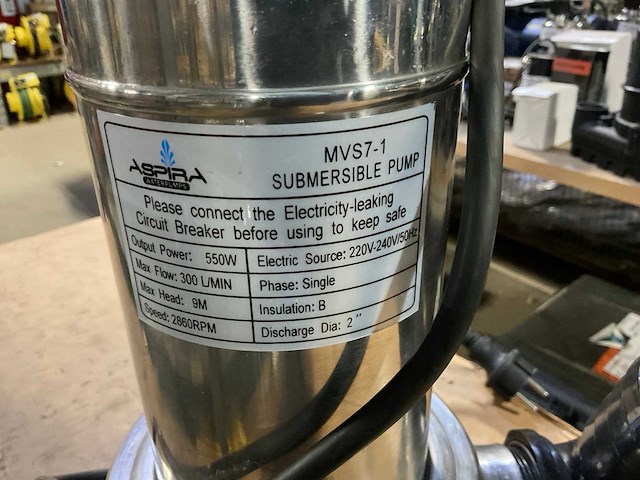 ASPIRA
WATERPUMPS
MVS7-1
SUBMERSIBLE PUMP
Please connect the Electricity-leaking
Circuit Breaker before using to keep safe
Output Power: 550W
Electric Source: 220V-240V/50Hz
Max Flow: 300 L/MIN
Phase: Single
Max Head: 9M
Insulation: B
Speed: 2860RPM
Discharge Dia: 2 "